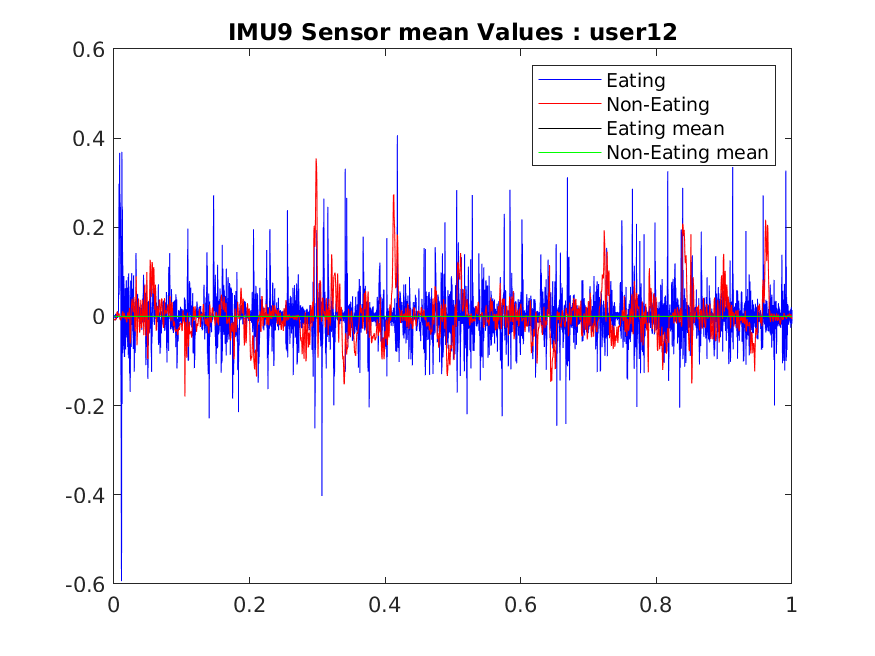 IMU9 Sensor mean Values : user12
0.6
0.4
0.2
0
-0.2
-0.4
-0.6
Eating
Non-Eating
Eating mean
Non-Eating mean
0 0.2 0.4 0.6 0.8 1